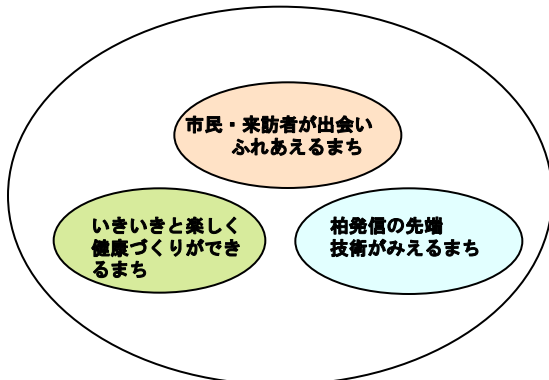 市民・来訪者が出会い
ふれあえるまち
いきいきと楽しく
健康づくりができ
るまち
柏発信の先端
技術がみえるまち